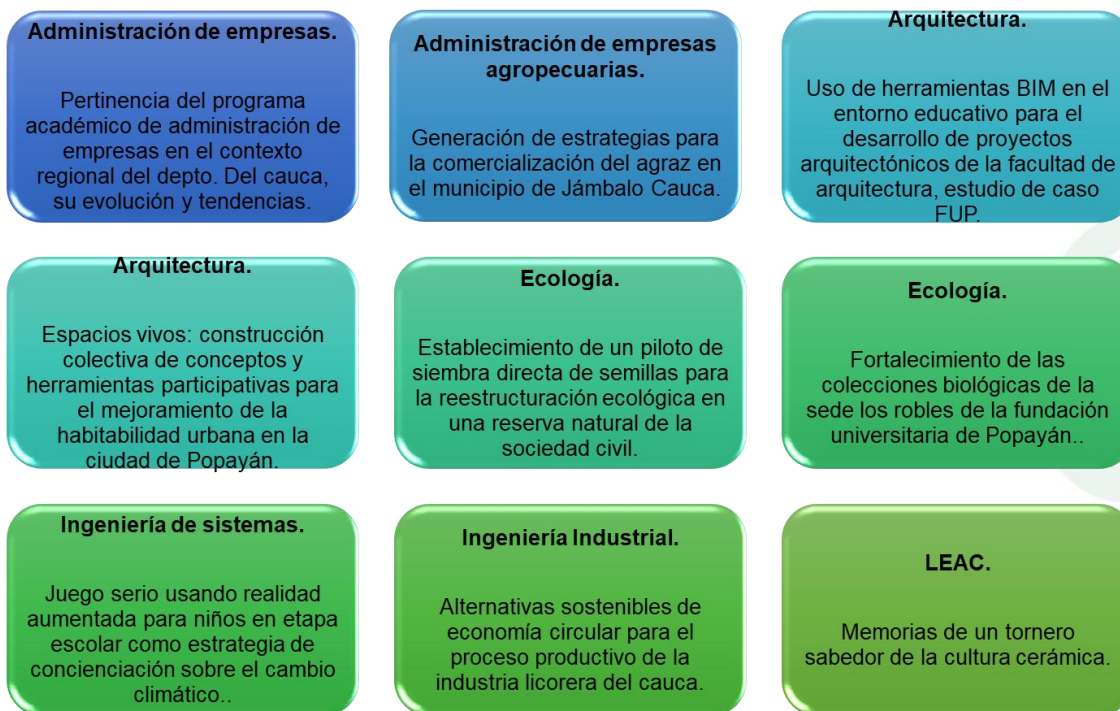 Administración de empresas.
Pertinencia del programa
académico de administración de
empresas en el contexto
regional del depto. Del cauca,
su evolución y tendencias.
Administración de empresas
agropecuarias.
Generación de estrategias para
la comercialización del agraz en
el municipio de Jámbalo Cauca.
Arquitectura.
Uso de herramientas BIM en el
entorno educativo para el
desarrollo de proyectos
arquitectónicos de la facultad de
arquitectura, estudio de caso
FUP.
Arquitectura.
Espacios vivos: construcción
colectiva de conceptos y
herramientas participativas para
el mejoramiento de la
habitabilidad urbana en la
ciudad de Popayán.
Ecología.
Establecimiento de un piloto de
siembra directa de semillas para
la reestructuración ecológica en
una reserva natural de la
sociedad civil.
Ecología.
Fortalecimiento de las
colecciones biológicas de la
sede los robles de la fundación
universitaria de Popayán..
Ingeniería de sistemas.
Juego serio usando realidad
aumentada para niños en etapa
escolar como estrategia de
concienciación sobre el cambio
climático..
Ingeniería Industrial.
Alternativas sostenibles de
economía circular para el
proceso productivo de la
industria licorera del cauca.
LEAC.
Memorias de un tornero
sabedor de la cultura cerámica.